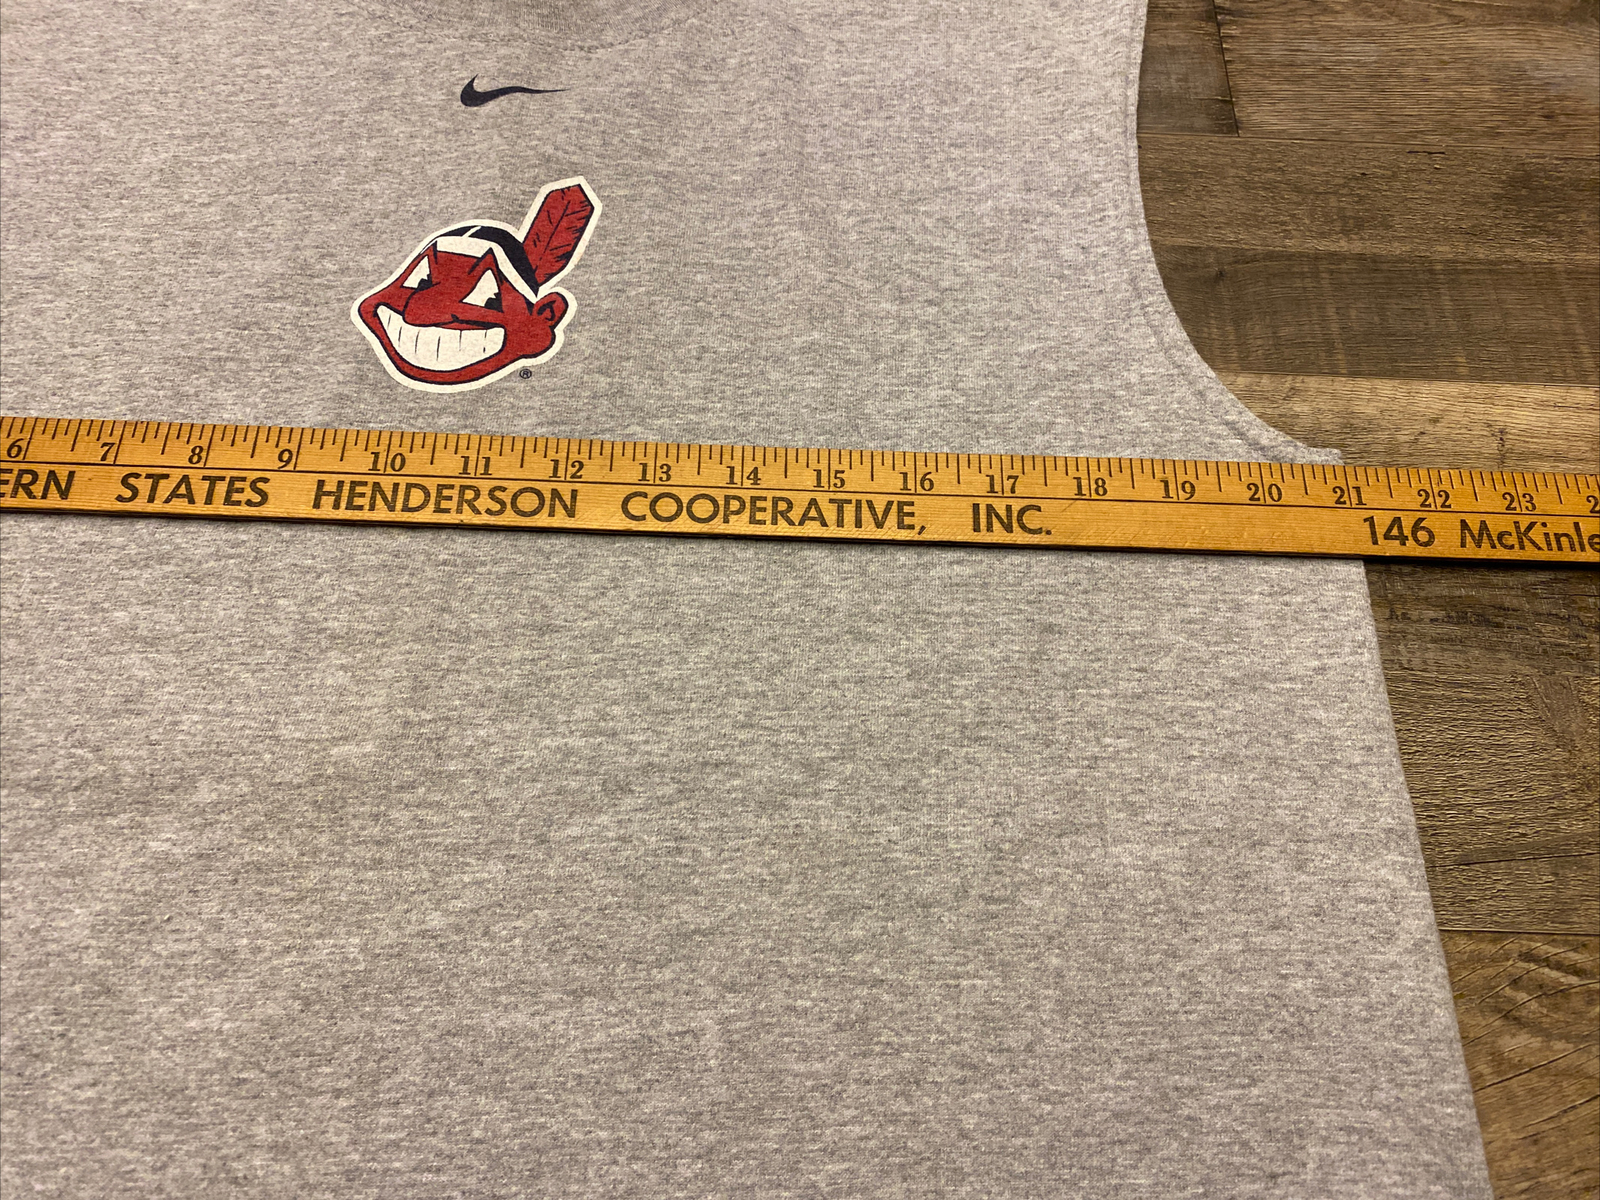 ®
6 7 8 9 10 11 12 13 14 15 16 17 18 19 20 21 22 23 2
ERN STATES HENDERSON COOPERATIVE, INC. 146 McKinle